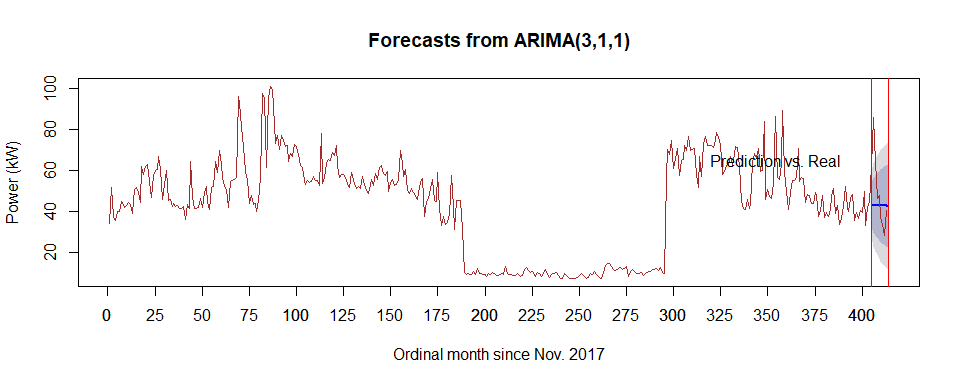 Forecasts from ARIMA(3,1,1)
Power (kW)
100
80
60
40
20
Prediction vs. Real
0 25 50 75 100 125 150 175 200 225 250 275 300 325 350 375 400
Ordinal month since Nov. 2017